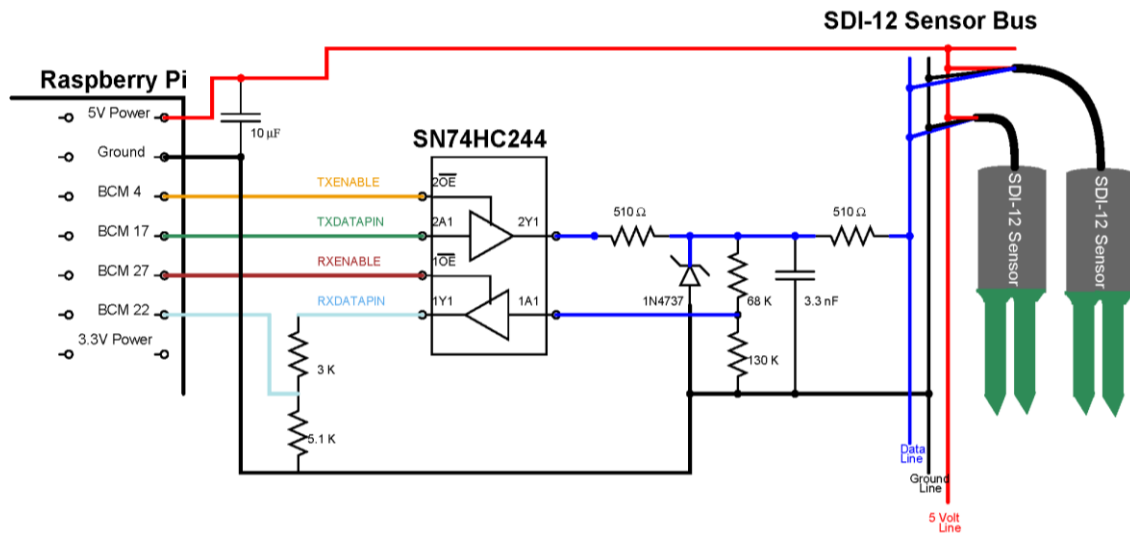 SDI-12 Sensor Bus
Raspberry Pi
5V Power
10 µF
Ground
SN74HC244
BCM 4
TXENABLE
2OE
BCM 17
TXDATAPIN
2A1
2Y1
510 Ω
510 Ω
BCM 27
RXENABLE
1OE
BCM 22
RXDATAPIN
1Y1
1A1
1N4737
68 K
3.3 nF
3.3V Power
3 K
130 K
5.1 K
SDI-12 Sensor
SDI-12 Sensor
Data
Line
Ground
Line
5 Volt
Line